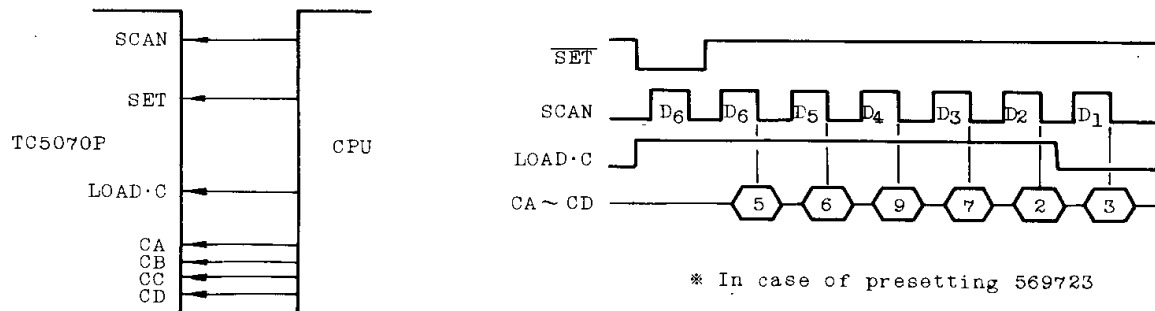 SCAN
SET
TC5070P
CPU
LOAD·C
CA
CB
CC
CD
SET
SCAN D6 D6 D5 D4 D3 D2 D1
LOAD·C
CA ~ CD 5 6 9 7 2 3
※ In case of presetting 569723